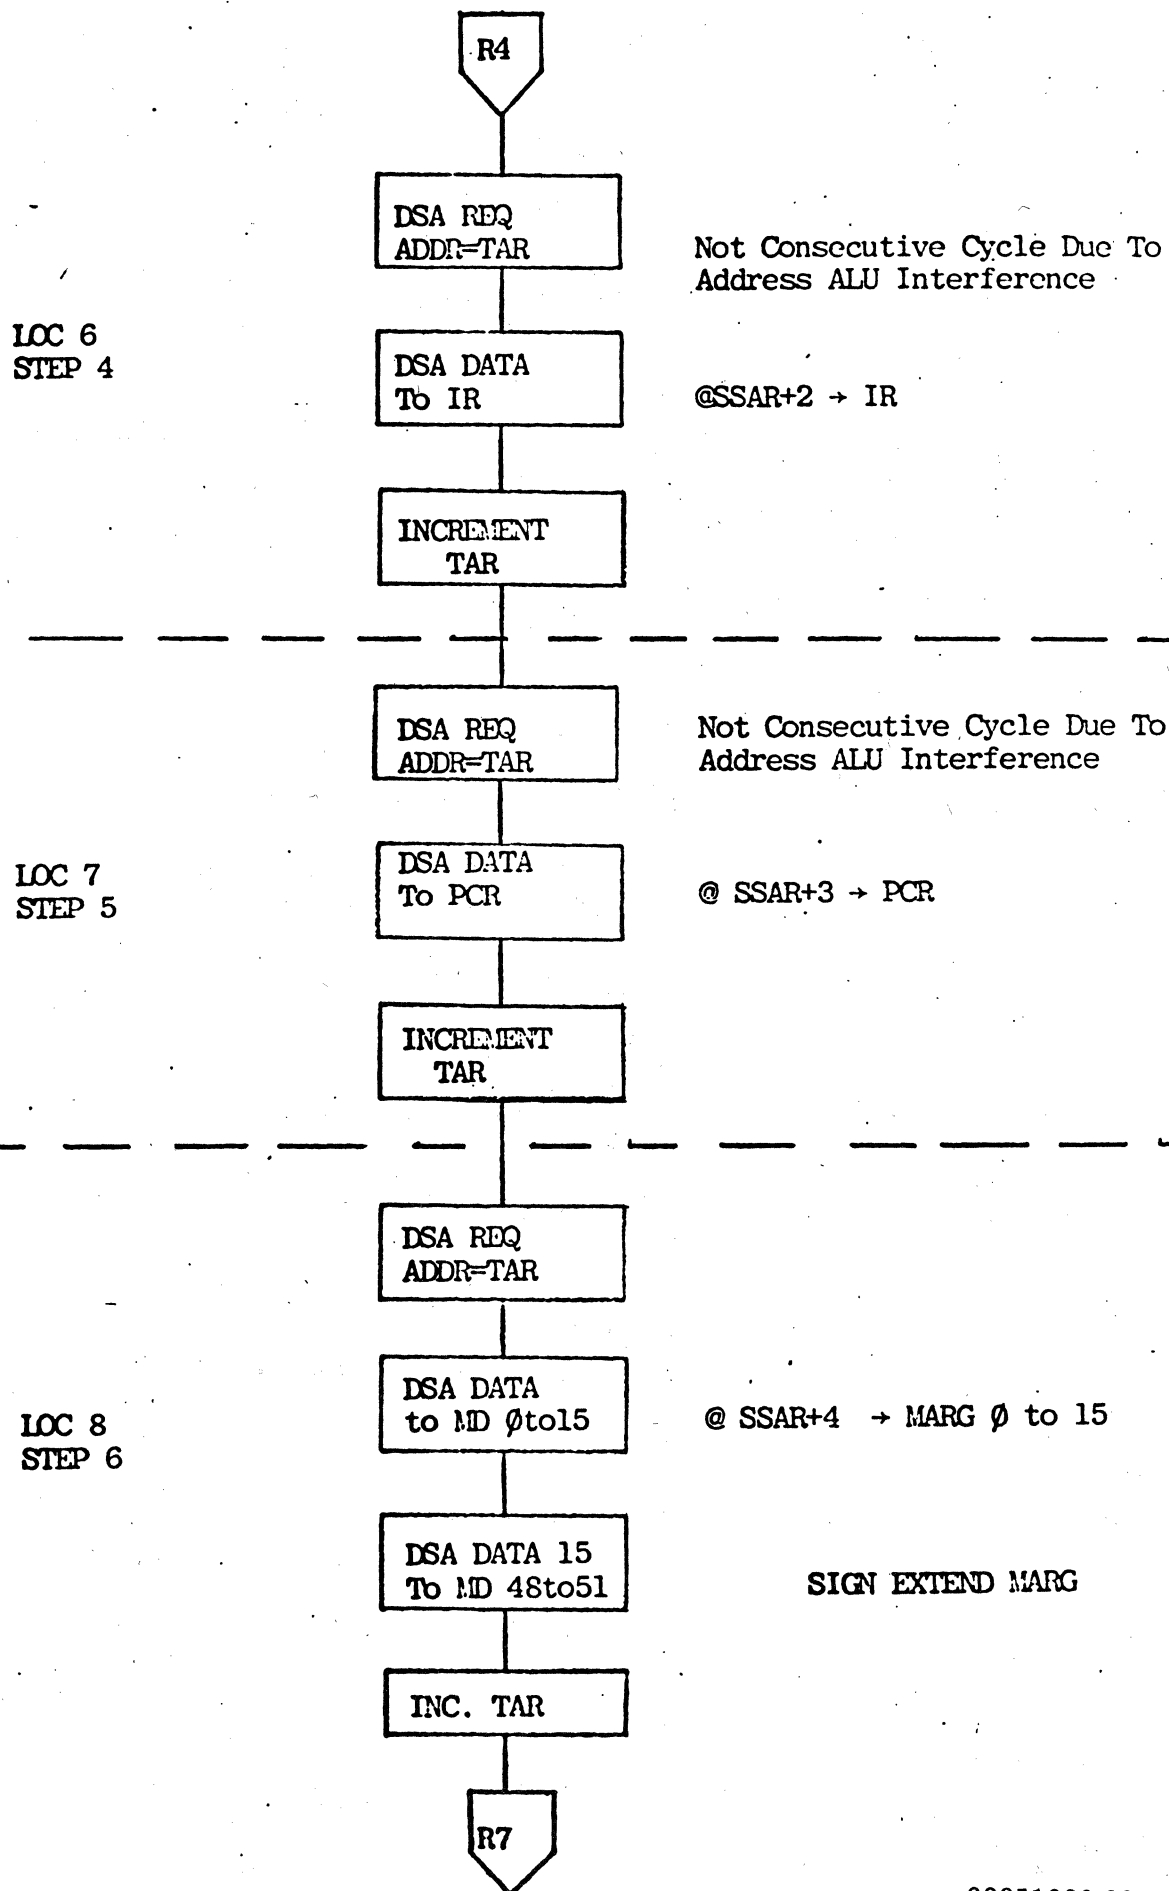 R4
DSA REQ
ADDR=TAR
Not Consecutive Cycle Due To
Address ALU Interference
LOC 6
STEP 4
DSA DATA
To IR
@SSAR+2 → IR
INCREMENT
TAR
DSA REQ
ADDR=TAR
Not Consecutive Cycle Due To
Address ALU Interference
LOC 7
STEP 5
DSA DATA
To PCR
@ SSAR+3 → PCR
INCREMENT
TAR
DSA REQ
ADDR=TAR
LOC 8
STEP 6
DSA DATA
to MD Øto15
@ SSAR+4 → MARG Ø to 15
DSA DATA 15
To MD 48to51
SIGN EXTEND MARG
INC. TAR
R7